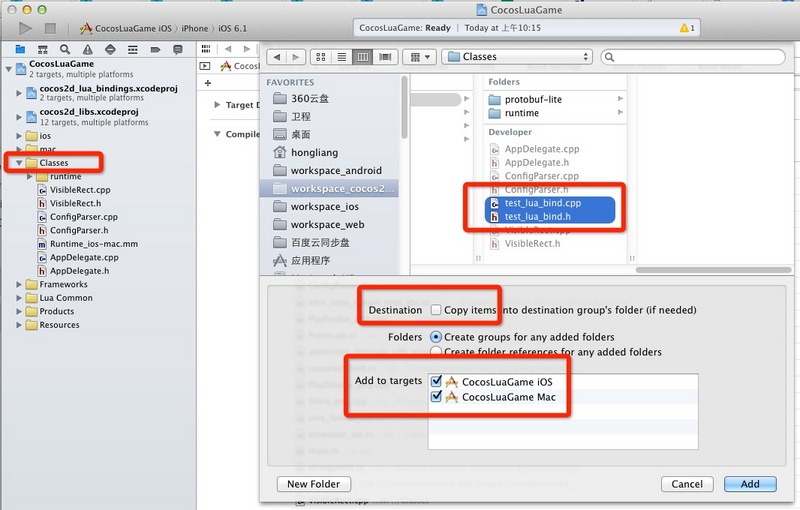 CocosLuaGame
CocosLuaGame iOS › iPhone › iOS 6.1
CocosLuaGame: Ready | Today at 上午10:15
1
CocosLuaGame
2 targets, multiple platforms
cocos2d_lua_bindings.xcodeproj
2 targets, multiple platforms
cocos2d_libs.xcodeproj
12 targets, multiple platforms
ios
mac
Classes
runtime
VisibleRect.cpp
VisibleRect.h
ConfigParser.cpp
ConfigParser.h
Runtime_ios-mac.mm
AppDelegate.cpp
AppDelegate.h
Frameworks
Lua Common
Products
Resources
Target D
Compile
Classes
FAVORITES
360云盘
卫程
桌面
hongliang
workspace_android
workspace_cocos2...
workspace_ios
workspace_web
百度云同步盘
应用程序
Folders
protobuf-lite
runtime
Developer
AppDelegate.cpp
AppDelegate.h
ConfigParser.cpp
ConfigParser.h
test_lua_bind.cpp
test_lua_bind.h
VisibleRect.cpp
VisibleRect.h
Destination Copy items into destination group's folder (if needed)
Folders Create groups for any added folders
Create folder references for any added folders
Add to targets CocosLuaGame iOS
CocosLuaGame Mac
New Folder
Cancel
Add